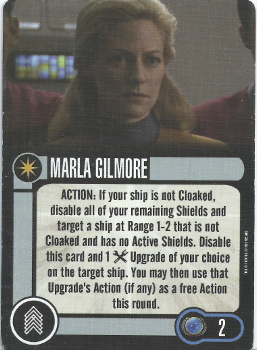 MARLA GILMORE
ACTION: If your ship is not Cloaked,
disable all of your remaining Shields and
target a ship at Range 1-2 that is not
Cloaked and has no Active Shields. Disable
this card and 1 Upgrade of your choice
on the target ship. You may then use that
Upgrade's Action (if any) as a free Action
this round.
2